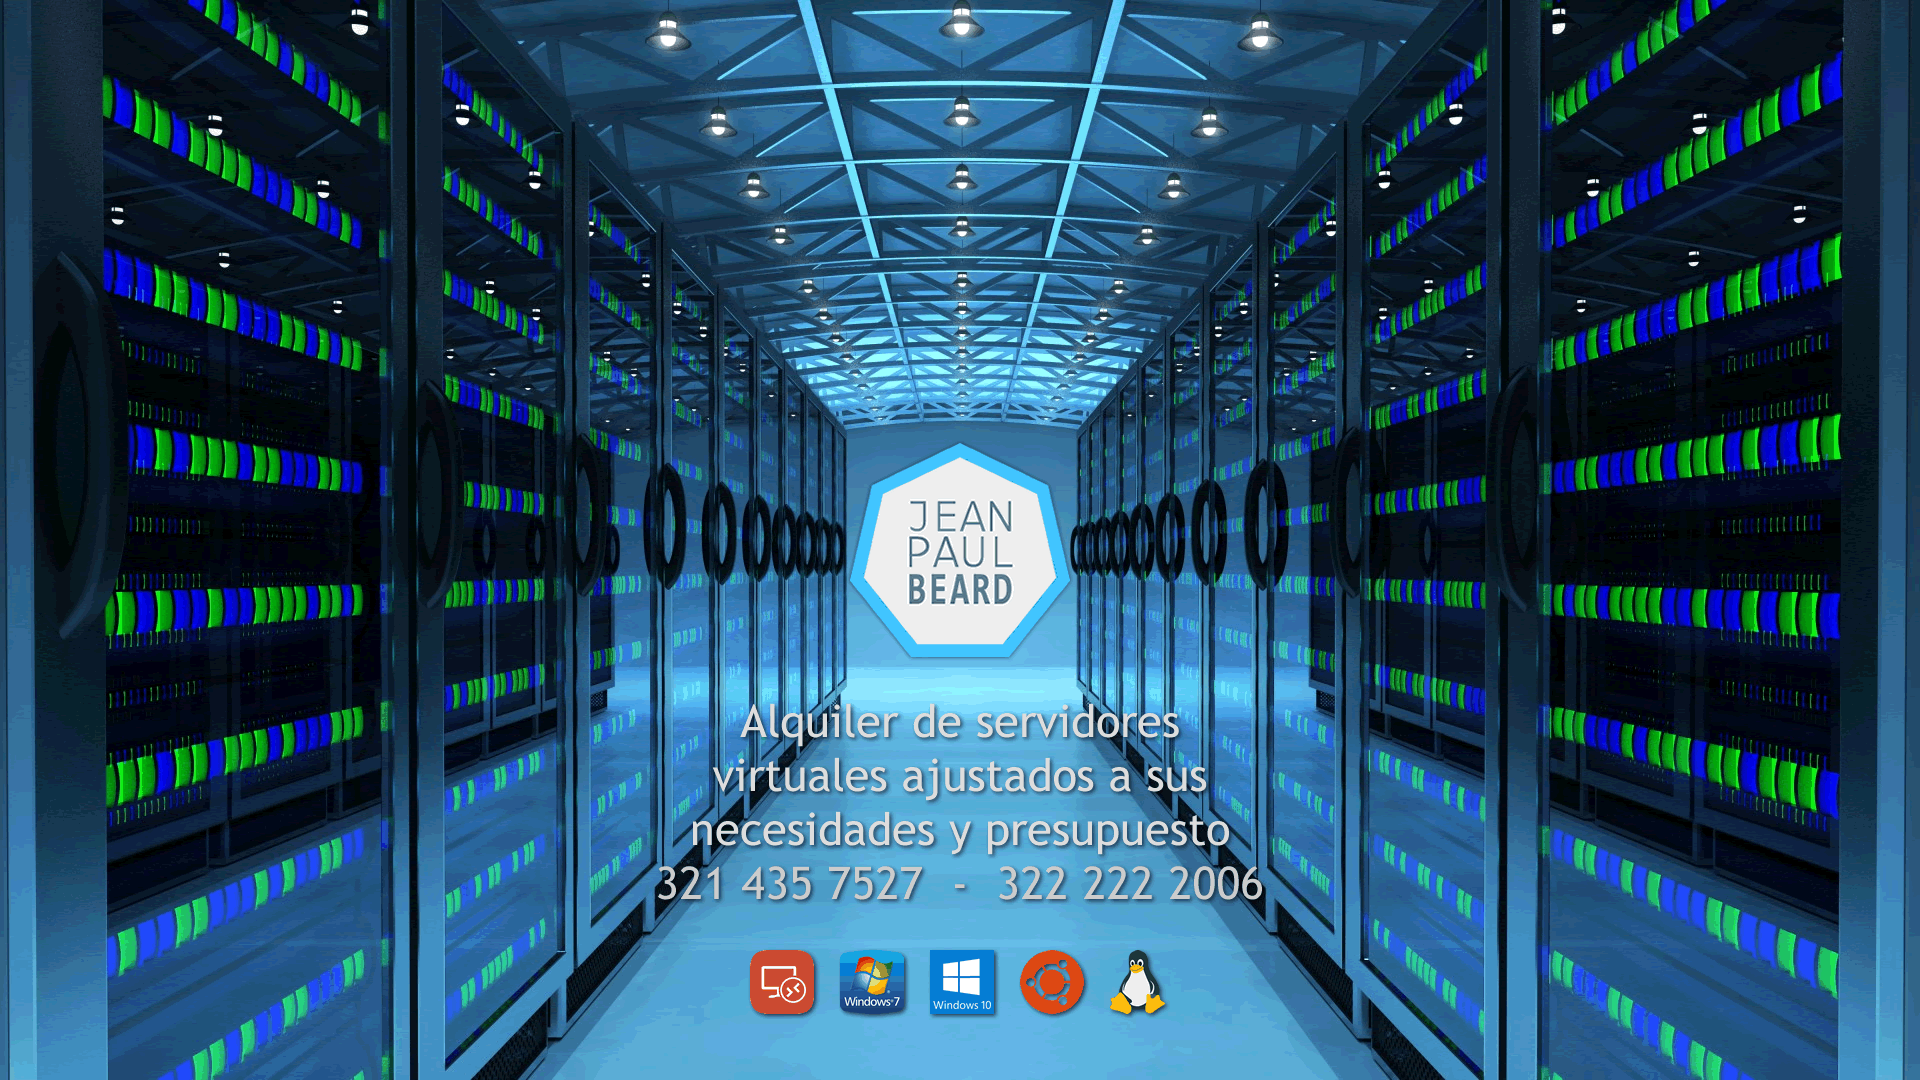 JEAN
PAUL
BEARD
Alquiler de servidores
virtuales ajustados a sus
necesidades y presupuesto
321 435 7527 - 322 222 2006
Windows 7
Windows 10